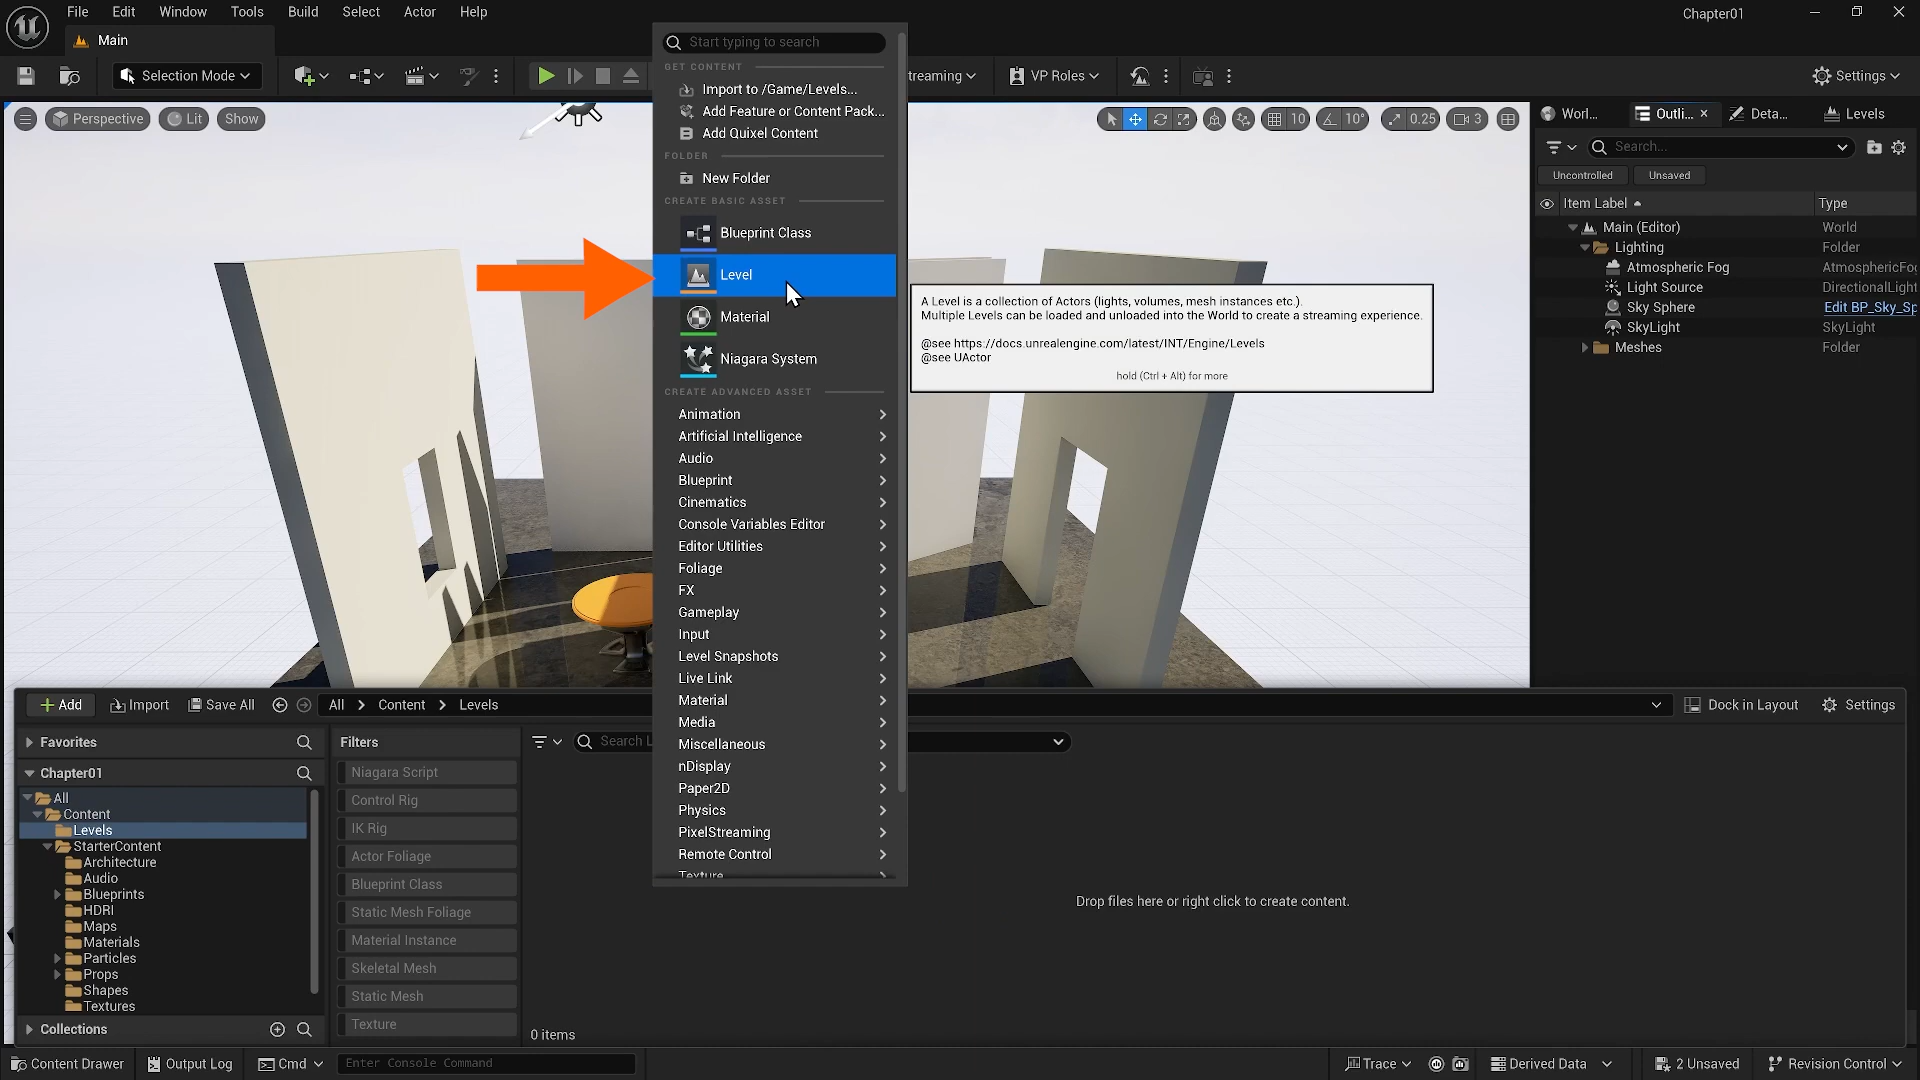 File Edit Window Tools Build Select Actor Help
Chapter01
Main
Selection Mode
treaming
VP Roles
Settings
Perspective
Lit
Show
10
10°
0.25
3
Start typing to search
GET CONTENT
Import to /Game/Levels...
Add Feature or Content Pack...
Add Quixel Content
FOLDER
New Folder
CREATE BASIC ASSET
Blueprint Class
Level
Material
Niagara System
CREATE ADVANCED ASSET
Animation
Artificial Intelligence
Audio
Blueprint
Cinematics
Console Variables Editor
Editor Utilities
Foliage
FX
Gameplay
Input
Level Snapshots
Live Link
Material
Media
Miscellaneous
nDisplay
Paper2D
Physics
PixelStreaming
Remote Control
Texture
A Level is a collection of Actors (lights, volumes, mesh instances etc.).
Multiple Levels can be loaded and unloaded into the World to create a streaming experience.
@see https://docs.unrealengine.com/latest/INT/Engine/Levels
@see UActor
hold (Ctrl + Alt) for more
Worl... Outli... Deta... Levels
Search...
Uncontrolled Unsaved
Item Label Type
Main (Editor) World
Lighting Folder
Atmospheric Fog AtmosphericFog
Light Source DirectionalLight
Sky Sphere Edit BP_Sky_Sp
SkyLight SkyLight
Meshes Folder
Add Import Save All All Content Levels
Dock in Layout Settings
Favorites
Chapter01
All
Content
Levels
StarterContent
Architecture
Audio
Blueprints
HDRI
Maps
Materials
Particles
Props
Shapes
Textures
Collections
Filters
Niagara Script
Control Rig
IK Rig
Actor Foliage
Blueprint Class
Static Mesh Foliage
Material Instance
Skeletal Mesh
Static Mesh
Texture
Search L
Drop files here or right click to create content.
0 items
Content Drawer Output Log Cmd Enter Console Command
Trace Derived Data 2 Unsaved Revision Control